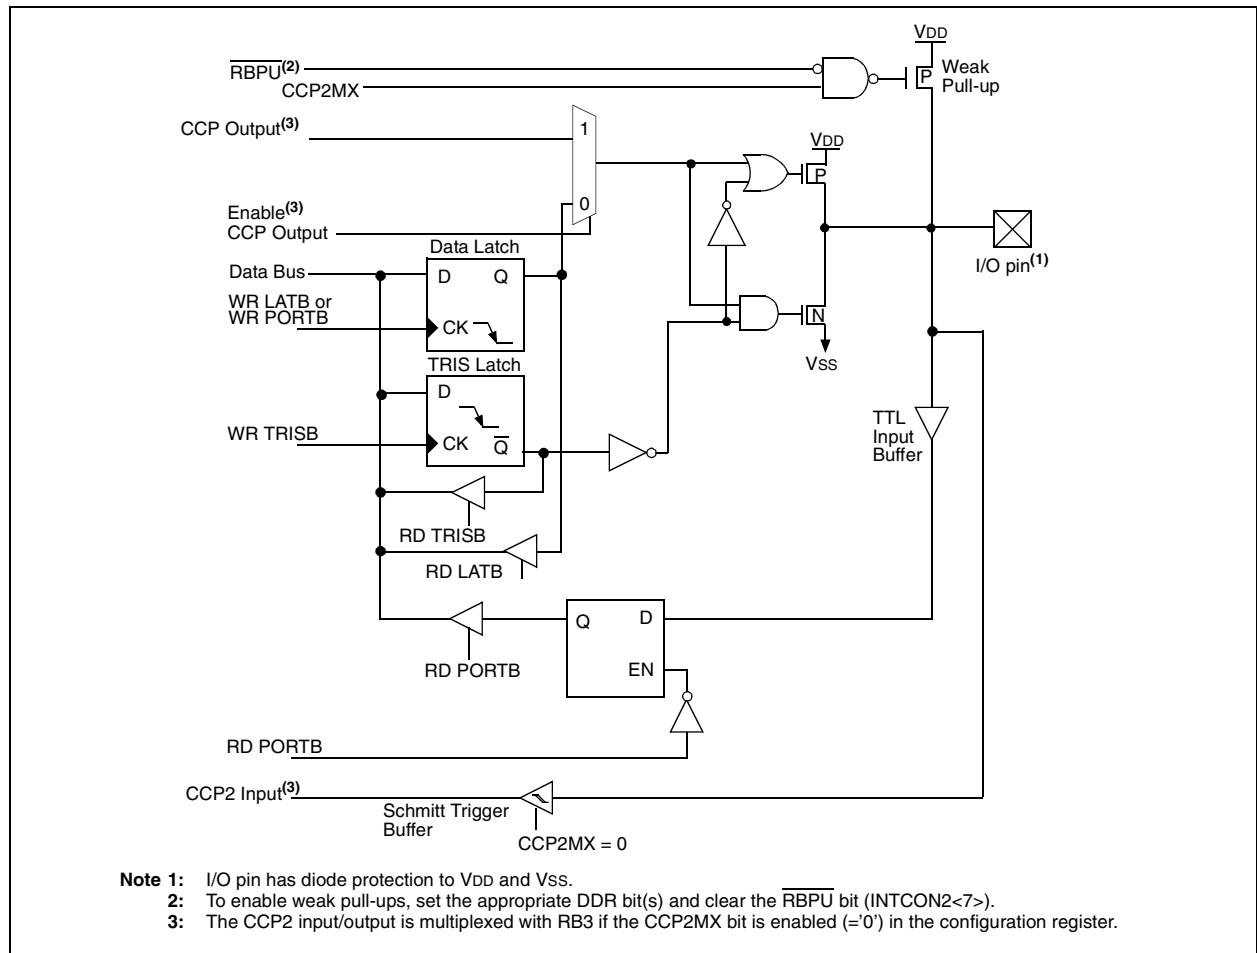 VDD
RBPU(2)
P
Weak
Pull-up
CCP2MX
CCP Output(3)
1
VDD
P
0
Enable(3)
CCP Output
Data Latch
I/O pin(1)
Data Bus
D Q
WR LATB or
WR PORTB
CK
N
VSS
TRIS Latch
D
TTL
Input
Buffer
WR TRISB
CK Q
RD TRISB
RD LATB
Q D
RD PORTB
EN
RD PORTB
CCP2 Input(3)
Schmitt Trigger
Buffer
CCP2MX = 0
Note 1: I/O pin has diode protection to VDD and VSS.
2: To enable weak pull-ups, set the appropriate DDR bit(s) and clear the RBPU bit (INTCON2<7>).
3: The CCP2 input/output is multiplexed with RB3 if the CCP2MX bit is enabled (='0') in the configuration register.